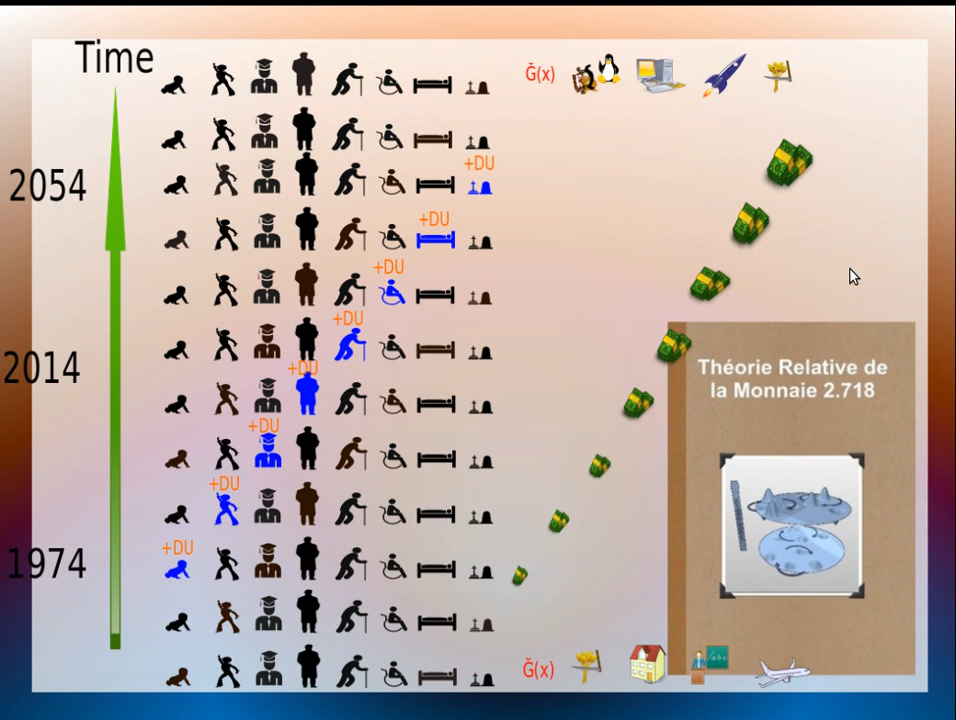 Time
Ğ(x)
+DU
2054
+DU
+DU
+DU
2014
+DU
Théorie Relative de
la Monnaie 2.718
+DU
+DU
+DU
1974
Ğ(x)